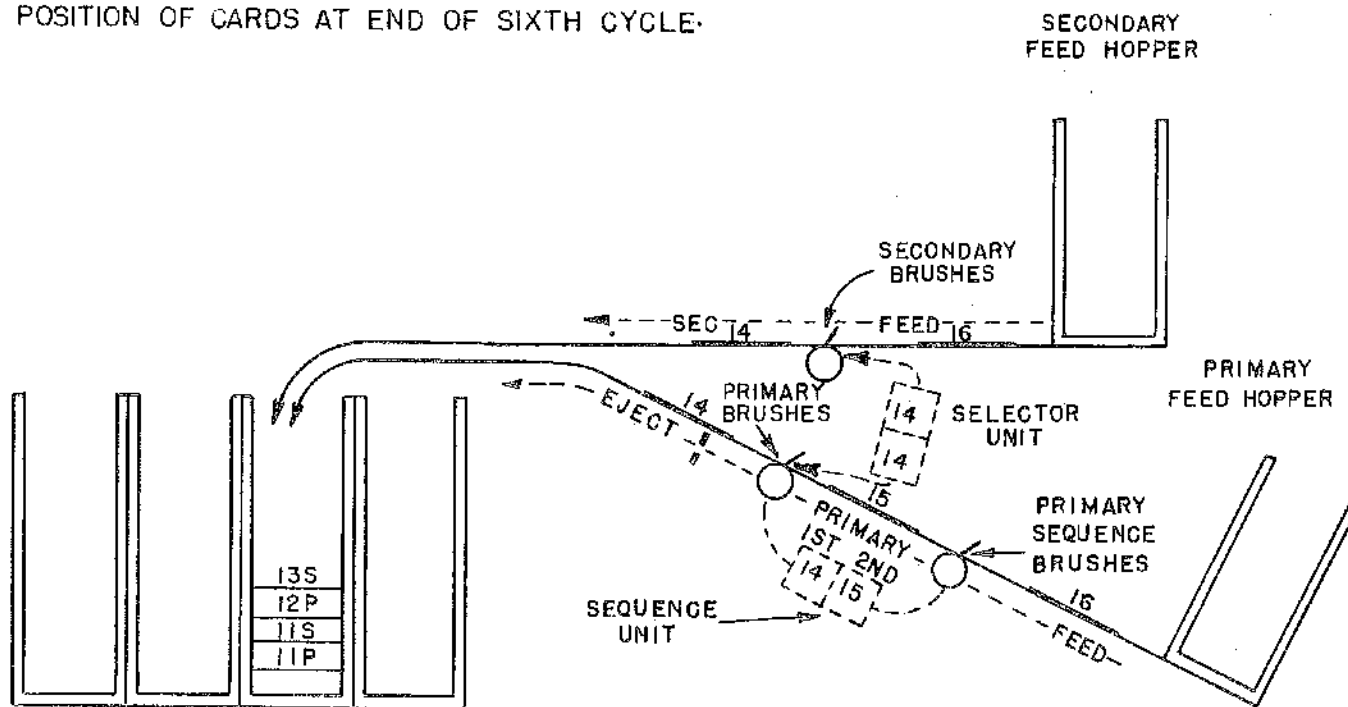 POSITION OF CARDS AT END OF SIXTH CYCLE.
SECONDARY
FEED HOPPER
SECONDARY
BRUSHES
SEC
14
FEED
16
PRIMARY
FEED HOPPER
PRIMARY
BRUSHES
14
EJECT
14
14
SELECTOR
UNIT
15
PRIMARY
1ST 2ND
14
15
PRIMARY
SEQUENCE
BRUSHES
SEQUENCE
UNIT
16
FEED
13S
12P
11S
11P